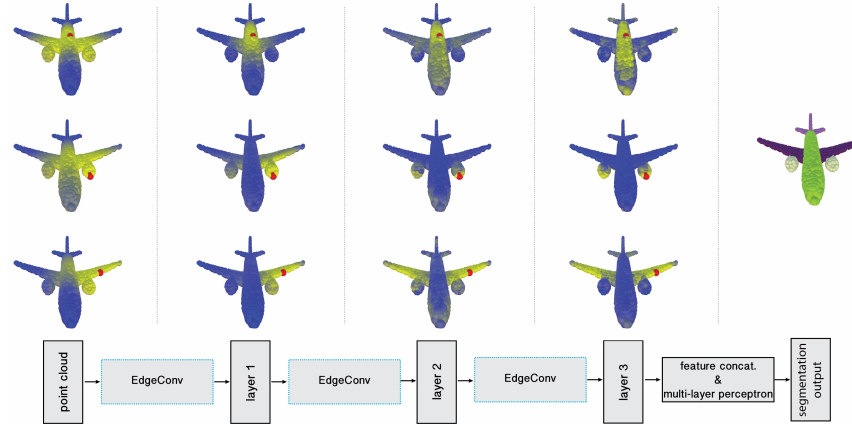 point cloud
EdgeConv
layer 1
EdgeConv
layer 2
EdgeConv
layer 3
feature concat.
&
multi-layer perceptron
segmentation
output